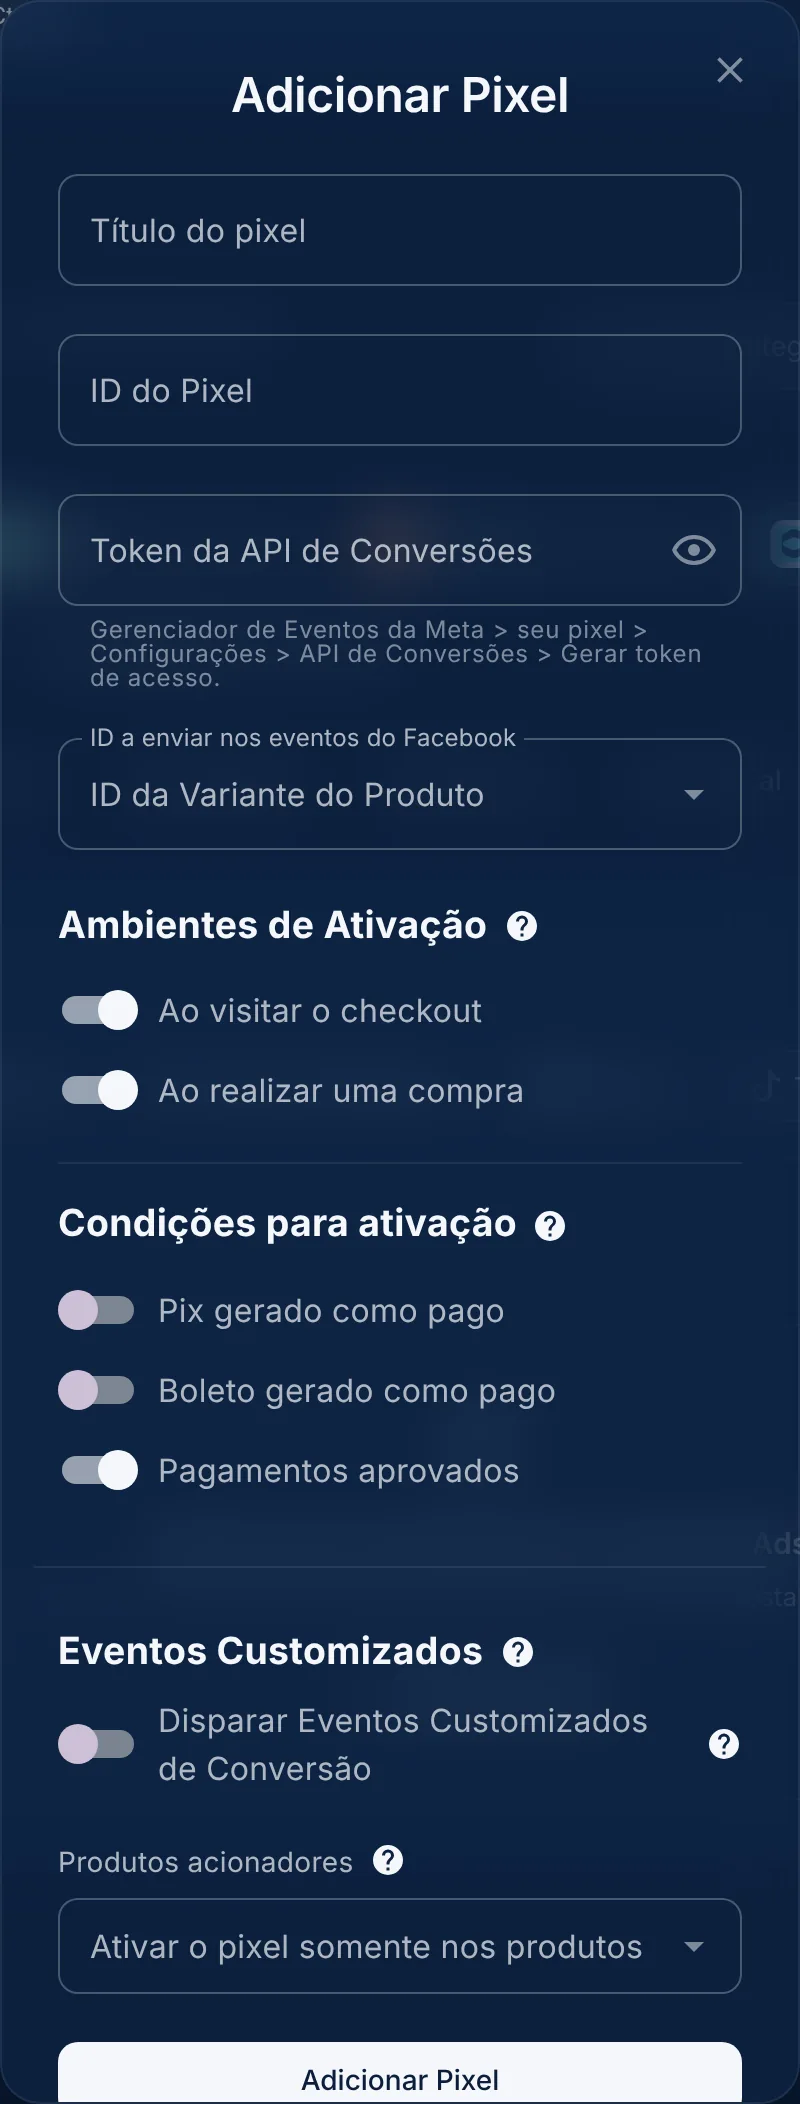 Adicionar Pixel
Título do pixel
ID do Pixel
Token da API de Conversões
Gerenciador de Eventos da Meta > seu pixel >
Configurações > API de Conversões > Gerar token
de acesso.
ID a enviar nos eventos do Facebook
ID da Variante do Produto
Ambientes de Ativação
Ao visitar o checkout
Ao realizar uma compra
Condições para ativação
Pix gerado como pago
Boleto gerado como pago
Pagamentos aprovados
Eventos Customizados
Disparar Eventos Customizados
de Conversão
Produtos acionadores
Ativar o pixel somente nos produtos
Adicionar Pixel